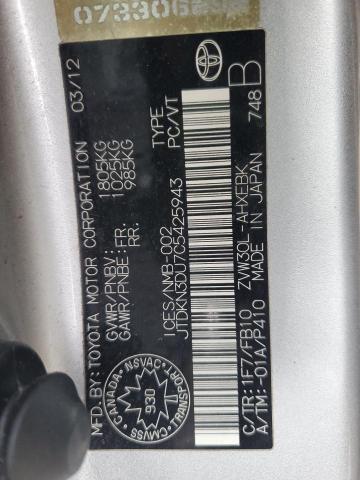 MFD. BY: TOYOTA MOTOR CORPORATION 03/12
GVWR/PNBV: 1805KG
GAWR/PNBE: FR: 1025KG
RR: 985KG
ICES/NMB-002 TYPE
JTDKN3DU7C5425943 PC/VT
CANADA
NSVAC
930
CMVSS
TRANSPORT
C/TR: 1F7/FB10 ZVW30L-AHXEBK
A/TM: -01A/P410 MADE IN JAPAN 748 B